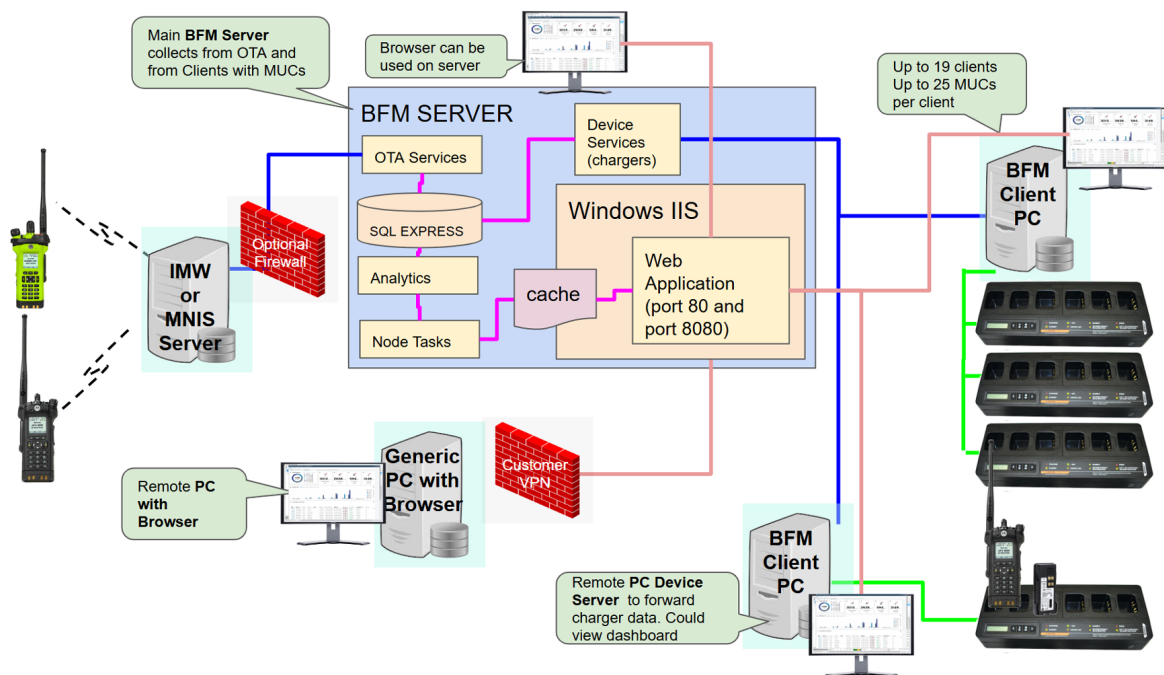 Main BFM Server
collects from OTA and
from Clients with MUCs
Browser can be
used on server
Up to 19 clients
Up to 25 MUCs
per client
BFM SERVER
OTA Services
SQL EXPRESS
Analytics
Node Tasks
Device
Services
(chargers)
Windows IIS
cache
Web
Application
(port 80 and
port 8080)
Optional
Firewall
IMW
or
MNIS
Server
BFM
Client
PC
Generic
PC with
Browser
Customer
VPN
Remote PC
with
Browser
BFM
Client
PC
Remote PC Device
Server to forward
charger data. Could
view dashboard